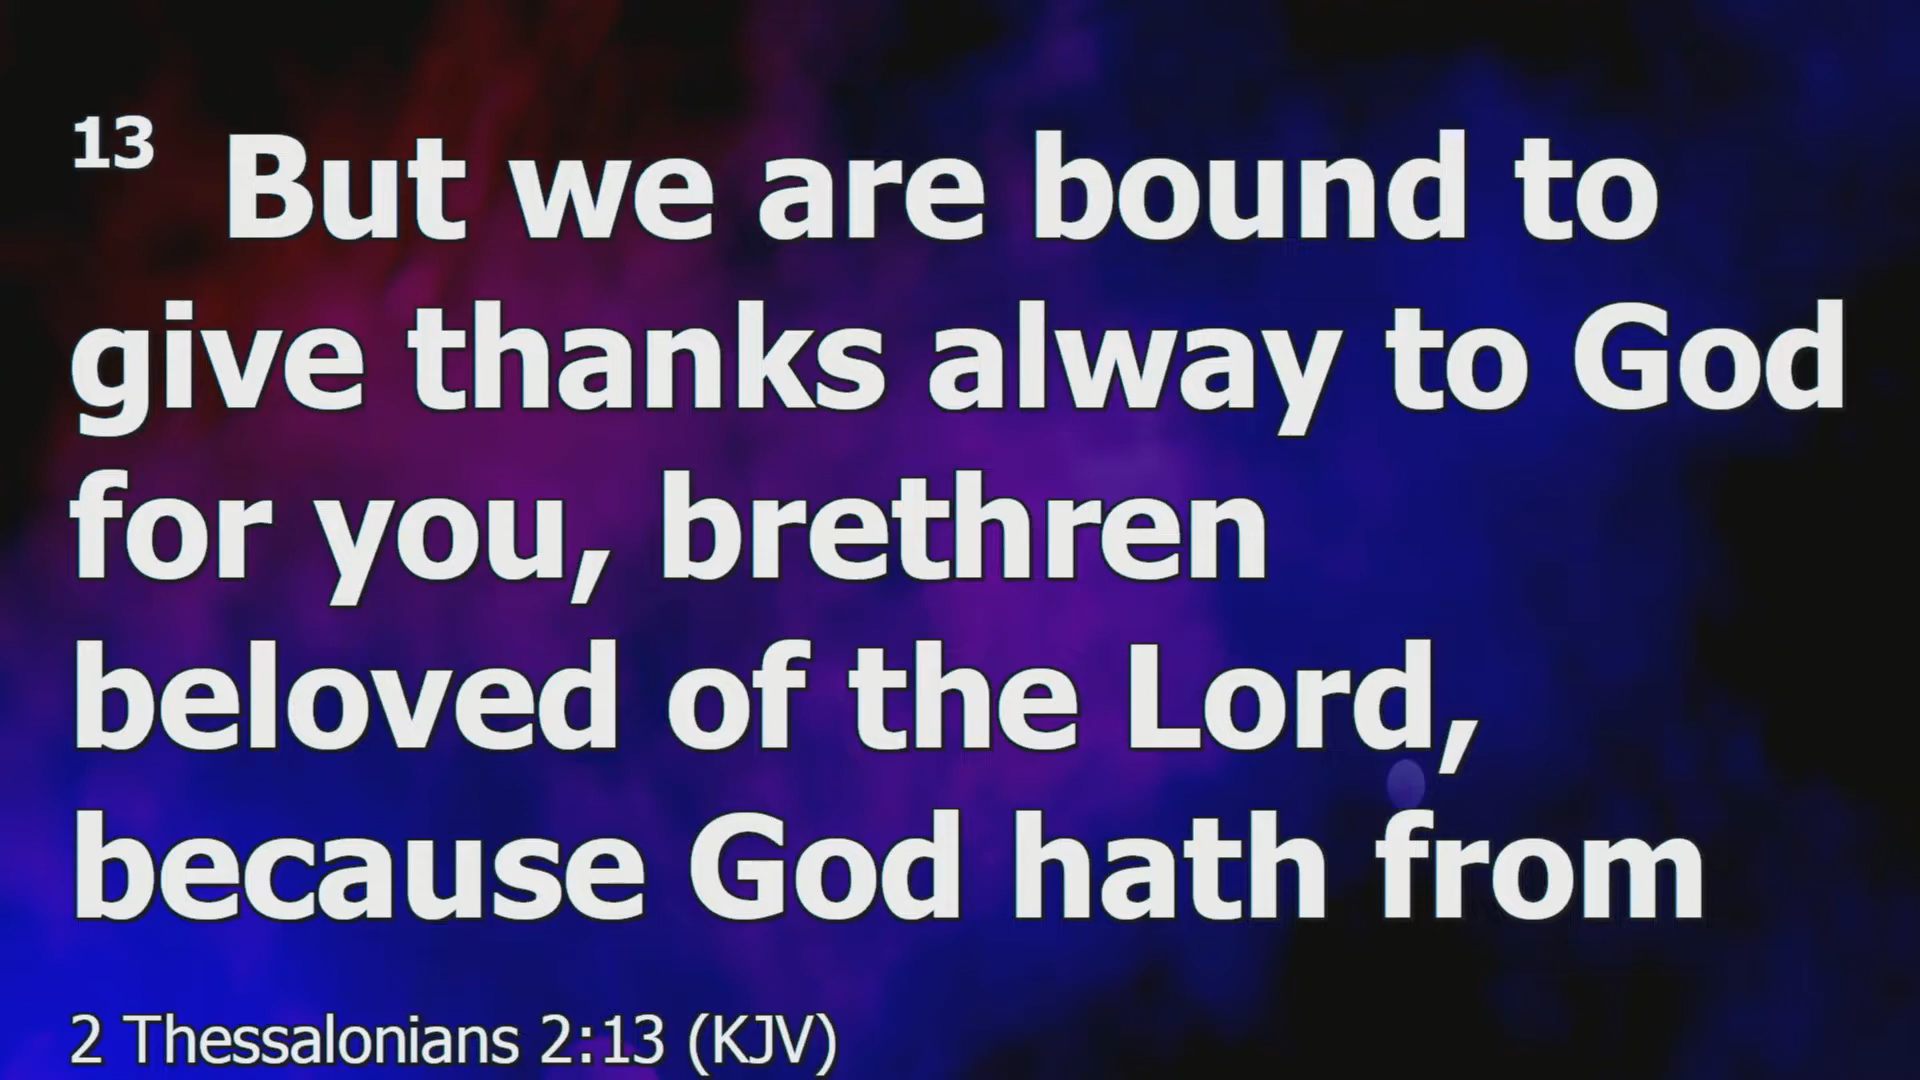 13 But we are bound to
give thanks alway to God
for you, brethren
beloved of the Lord,
because God hath from
2 Thessalonians 2:13 (KJV)